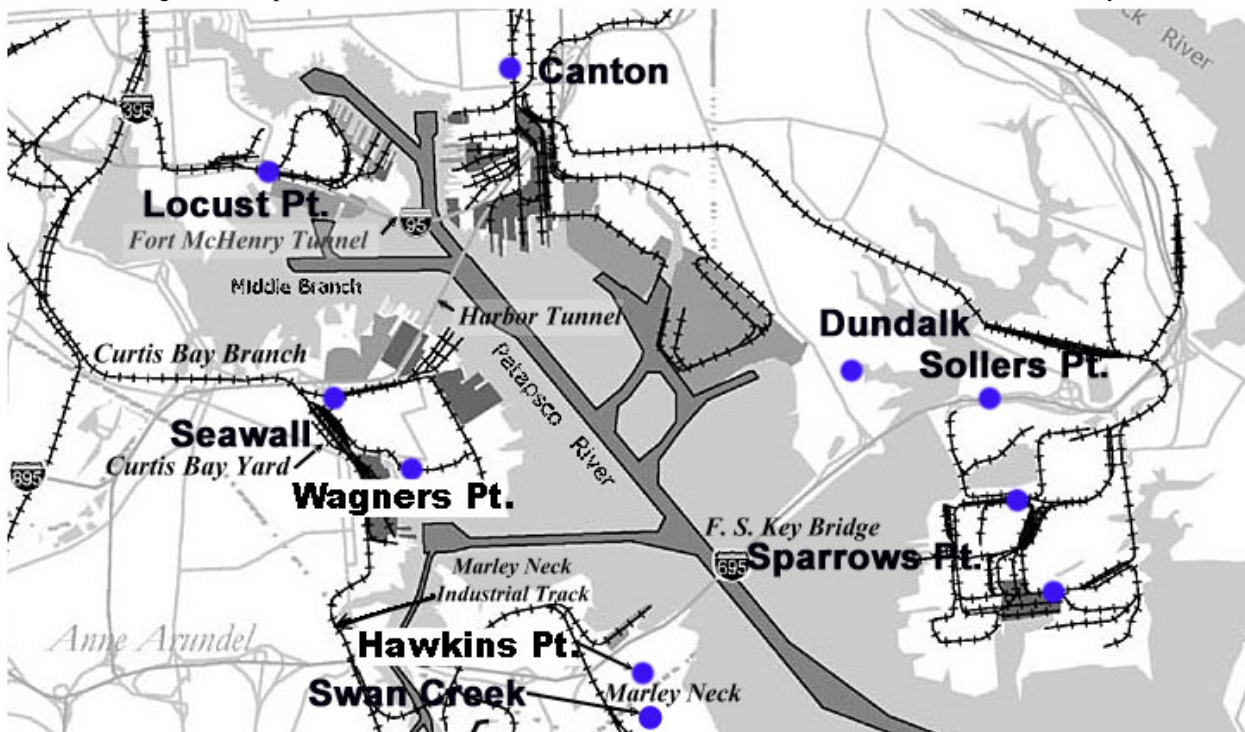 River
Canton
395
Locust Pt.
Fort McHenry Tunnel
95
Middle Branch
Harbor Tunnel
Dundalk
Curtis Bay Branch
Patapsco River
Sollers Pt.
Seawall
Curtis Bay Yard
895
Wagners Pt.
F. S. Key Bridge
695
Sparrows Pt.
Marley Neck
Industrial Track
Anne Arundel
Hawkins Pt.
Swan Creek
Marley Neck